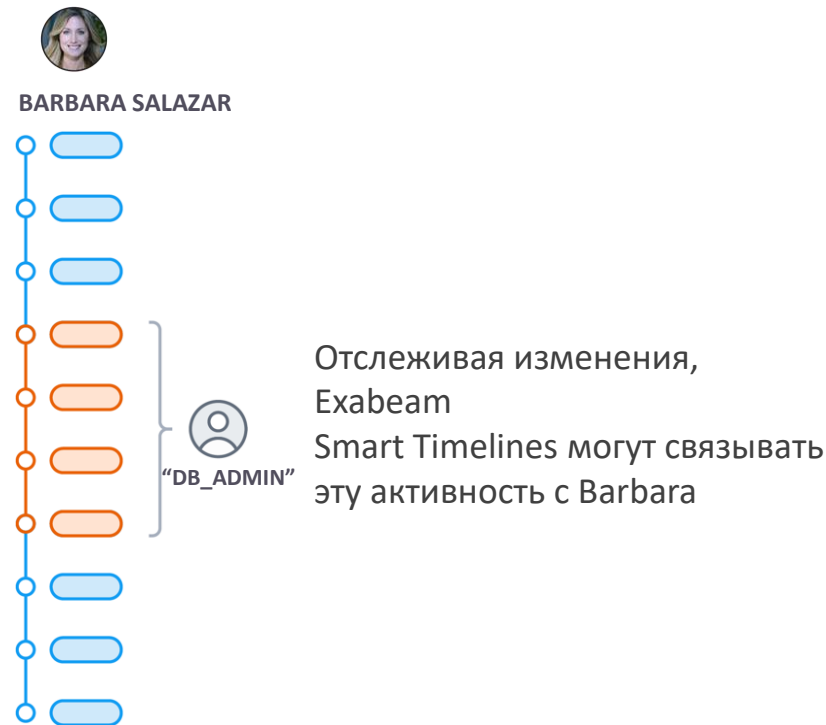 BARBARA SALAZAR
Отслеживая изменения,
Exabeam
Smart Timelines могут связывать
эту активность с Barbara
“DB_ADMIN”